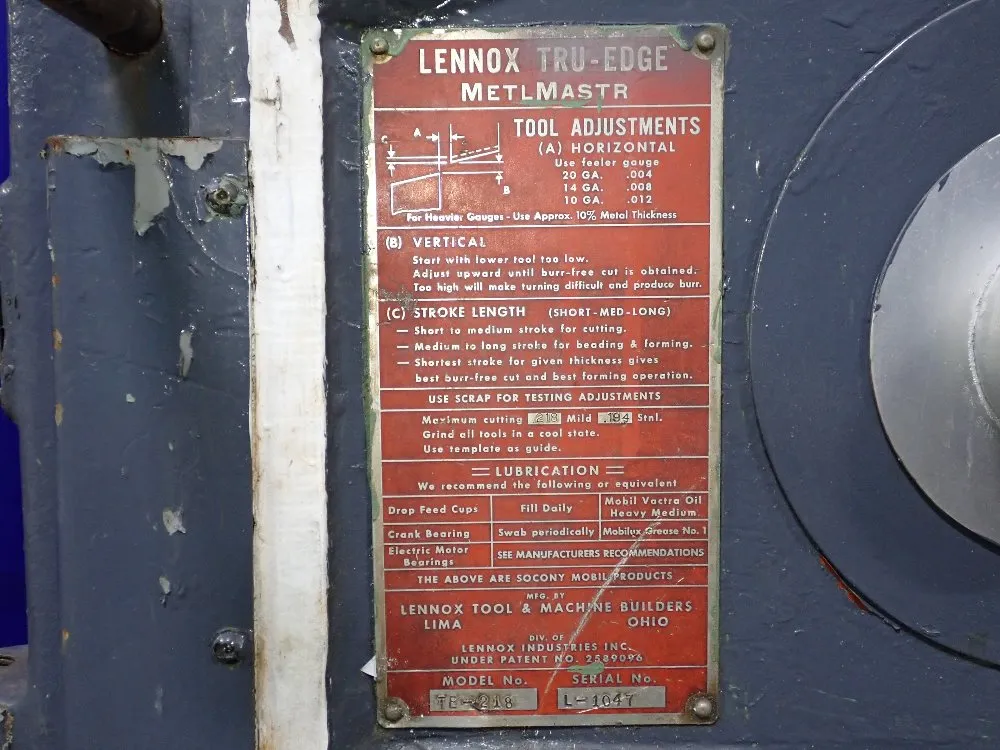 LENNOX TRU-EDGE
METLMASTR
TOOL ADJUSTMENTS
(A) HORIZONTAL
Use feeler gauge
20 GA. .004
14 GA. .008
10 GA. .012
A
C
B
For Heavier Gauges - Use Approx. 10% Metal Thickness
(B) VERTICAL
Start with lower tool too low.
Adjust upward until burr-free cut is obtained.
Too high will make turning difficult and produce burr.
(C) STROKE LENGTH (SHORT-MED-LONG)
— Short to medium stroke for cutting.
— Medium to long stroke for beading & forming.
— Shortest stroke for given thickness gives
best burr-free cut and best forming operation.
USE SCRAP FOR TESTING ADJUSTMENTS
Maximum cutting .218 Mild .194 Stnl.
Grind all tools in a cool state.
Use template as guide.
LUBRICATION
We recommend the following or equivalent
Drop Feed Cups Fill Daily Mobil Vactra Oil Heavy Medium
Crank Bearing Swab periodically Mobilux Grease No. 1
Electric Motor Bearings SEE MANUFACTURERS RECOMMENDATIONS
THE ABOVE ARE SOCONY MOBIL PRODUCTS
MFG. BY
LENNOX TOOL & MACHINE BUILDERS
LIMA OHIO
DIV. OF
LENNOX INDUSTRIES INC.
UNDER PATENT NO. 2589096
MODEL No. SERIAL No.
TE-218 L-1047